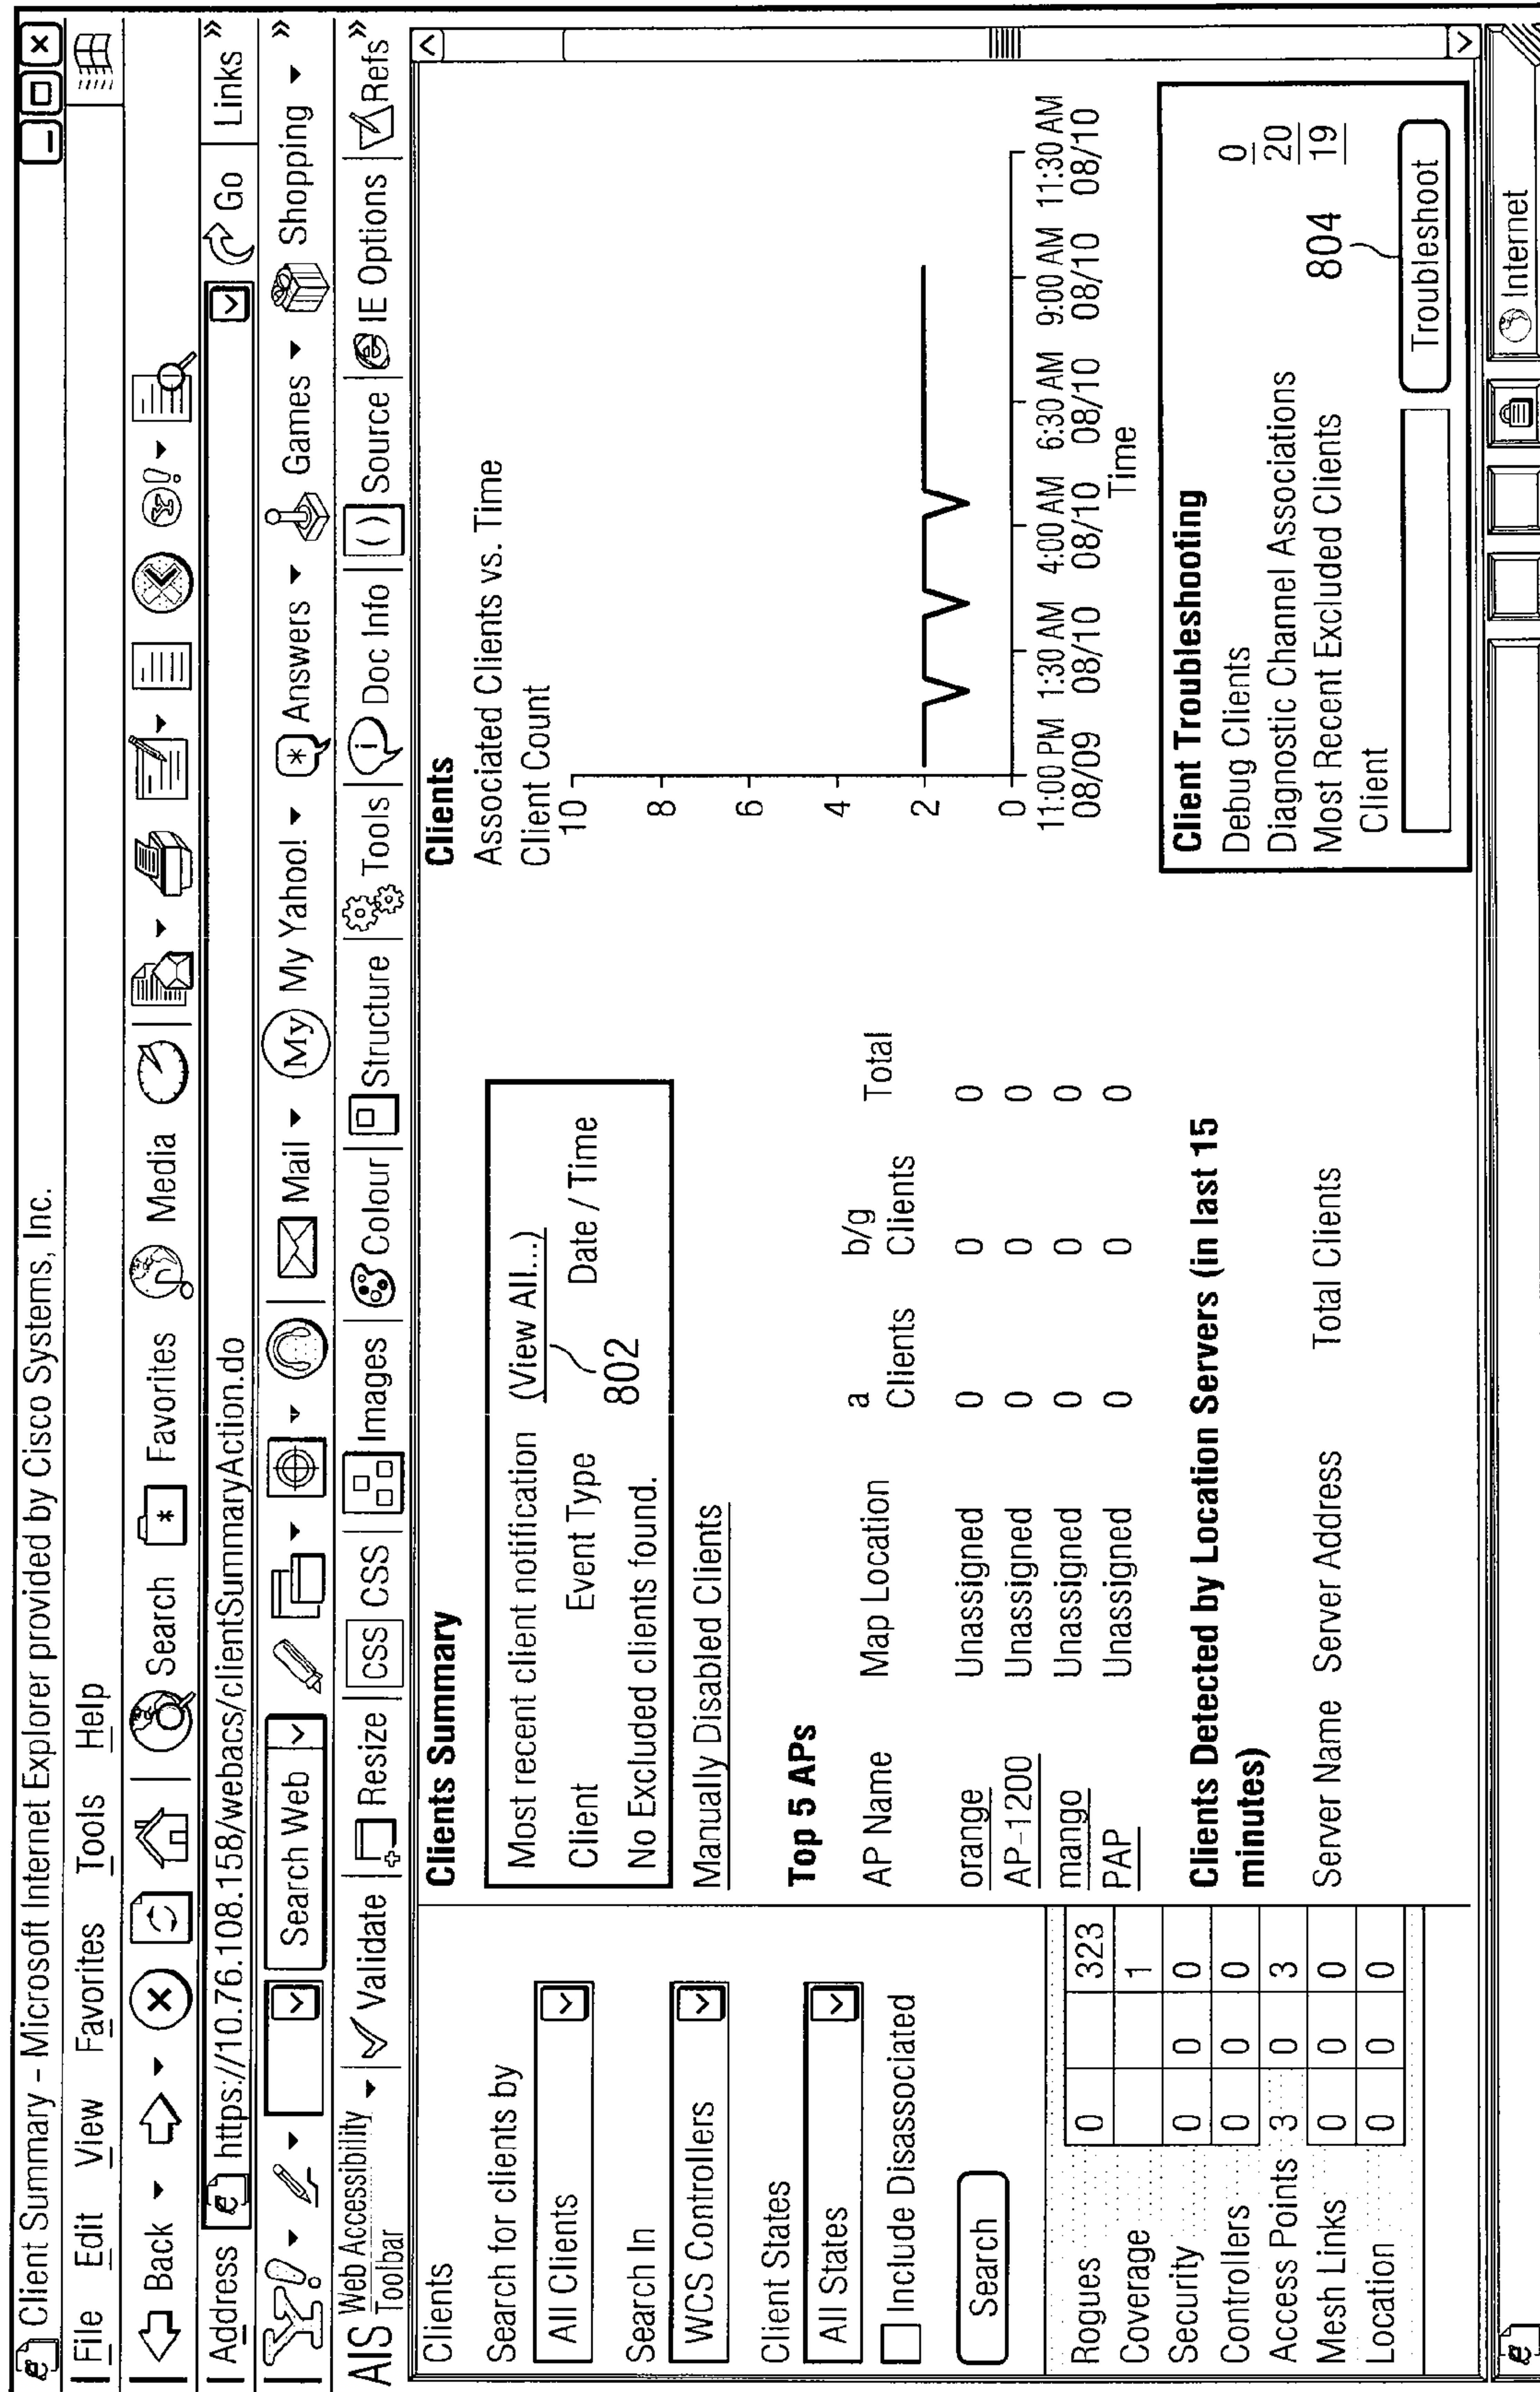 Client Summary – Microsoft Internet Explorer provided by Cisco Systems, Inc.
File Edit View Favorites Tools Help
Back Search Favorites Media
Address https://10.76.108.158/webacs/clientSummaryAction.do Go Links »
Y! Search Web Mail My My Yahoo! Answers Games Shopping »
AIS Web Accessibility Toolbar Validate Resize CSS CSS Images Colour Structure Tools Doc Info Source IE Options Refs »
Clients
Search for clients by
All Clients
Search In
WCS Controllers
Client States
All States
Include Disassociated
Search
Rogues 0 323
Coverage 1
Security 0 0 0
Controllers 0 0 0
Access Points 3 0 3
Mesh Links 0 0 0
Location 0 0 0
Clients Summary
Most recent client notification (View All...)
Client Event Type Date / Time
802
No Excluded clients found.
Manually Disabled Clients
Top 5 APs
AP Name Map Location a Clients b/g Clients Total
orange Unassigned 0 0 0
AP-1200 Unassigned 0 0 0
mango Unassigned 0 0 0
PAP Unassigned 0 0 0
Clients Detected by Location Servers (in last 15
minutes)
Server Name Server Address Total Clients
Clients
Associated Clients vs. Time
Client Count
10
8
6
4
2
0
11:00 PM 1:30 AM 4:00 AM 6:30 AM 9:00 AM 11:30 AM
08/09 08/10 08/10 08/10 08/10 08/10
Time
Client Troubleshooting
Debug Clients 0
Diagnostic Channel Associations 20
Most Recent Excluded Clients 19
Client 804
Troubleshoot
Internet